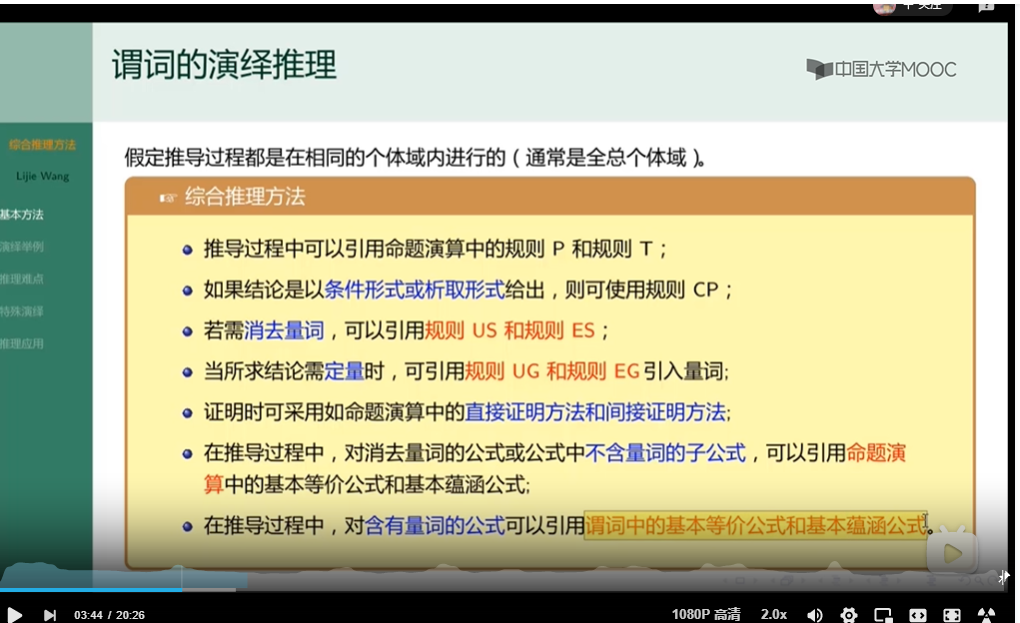 谓词的演绎推理
中国大学MOOC
综合推理方法
Lijie Wang
基本方法
演绎举例
推理难点
特殊演绎
推理应用
假定推导过程都是在相同的个体域内进行的（通常是全总个体域）。
综合推理方法
推导过程中可以引用命题演算中的规则 P 和规则 T；
如果结论是以条件形式或析取形式给出，则可使用规则 CP；
若需消去量词，可以引用规则 US 和规则 ES；
当所求结论需定量时，可引用规则 UG 和规则 EG 引入量词;
证明时可采用如命题演算中的直接证明方法和间接证明方法;
在推导过程中，对消去量词的公式或公式中不含量词的子公式，可以引用命题演
算中的基本等价公式和基本蕴涵公式;
在推导过程中，对含有量词的公式可以引用谓词中的基本等价公式和基本蕴涵公式。
03:44 / 20:26
1080P 高清
2.0x